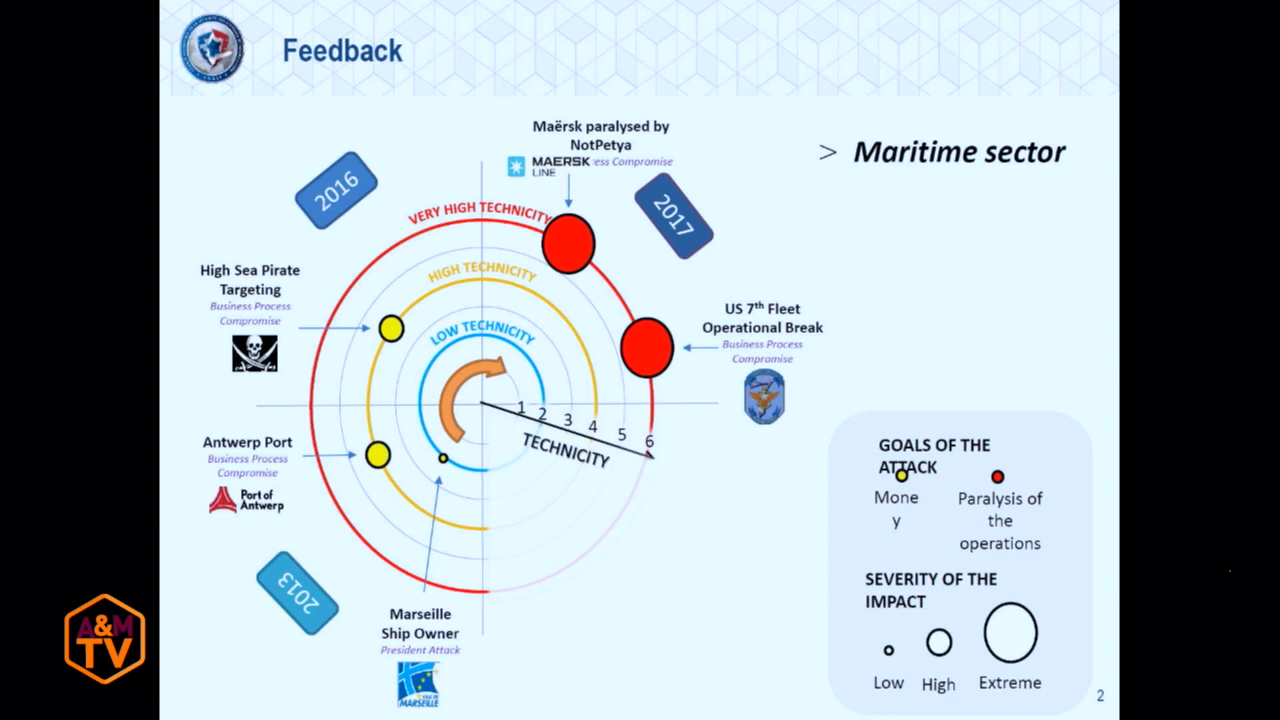 Feedback
> Maritime sector
Maërsk paralysed by
NotPetya
ess Compromise
MAERSK
LINE
2016
2017
VERY HIGH TECHNICITY
HIGH TECHNICITY
LOW TECHNICITY
High Sea Pirate
Targeting
Business Process
Compromise
US 7th Fleet
Operational Break
Business Process
Compromise
1 2 3 4 5 6
TECHNICITY
Antwerp Port
Business Process
Compromise
Port of
Antwerp
2013
Marseille
Ship Owner
President Attack
VILLE DE
MARSEILLE
GOALS OF THE
ATTACK
Mone
y
Paralysis of
the
operations
SEVERITY OF THE
IMPACT
Low High Extreme
2
A&M
TV